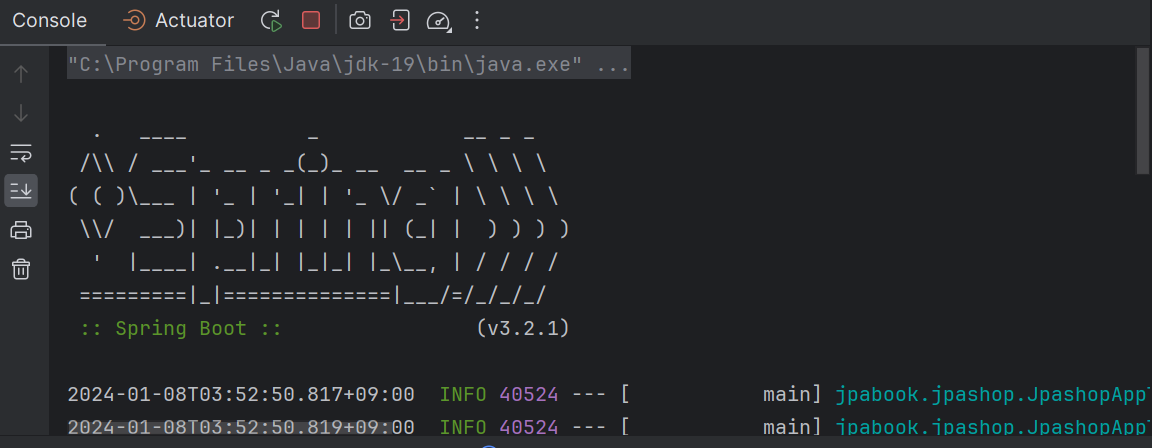 Console Actuator
"C:\Program Files\Java\jdk-19\bin\java.exe" ...
  .   ____          _            __ _ _
 /\\ / ___'_ __ _ _(_)_ __  __ _ \ \ \ \
( ( )\___ | '_ | '_| | '_ \/ _` | \ \ \ \
 \\/  ___)| |_)| | | | | || (_| |  ) ) ) )
  '  |____| .__|_| |_|_| |_\__, | / / / /
 =========|_|==============|___/=/_/_/_/
 :: Spring Boot ::                (v3.2.1)
2024-01-08T03:52:50.817+09:00  INFO 40524 --- [           main] jpabook.jpashop.JpashopApp
2024-01-08T03:52:50.819+09:00  INFO 40524 --- [           main] jpabook.jpashop.JpashopApp